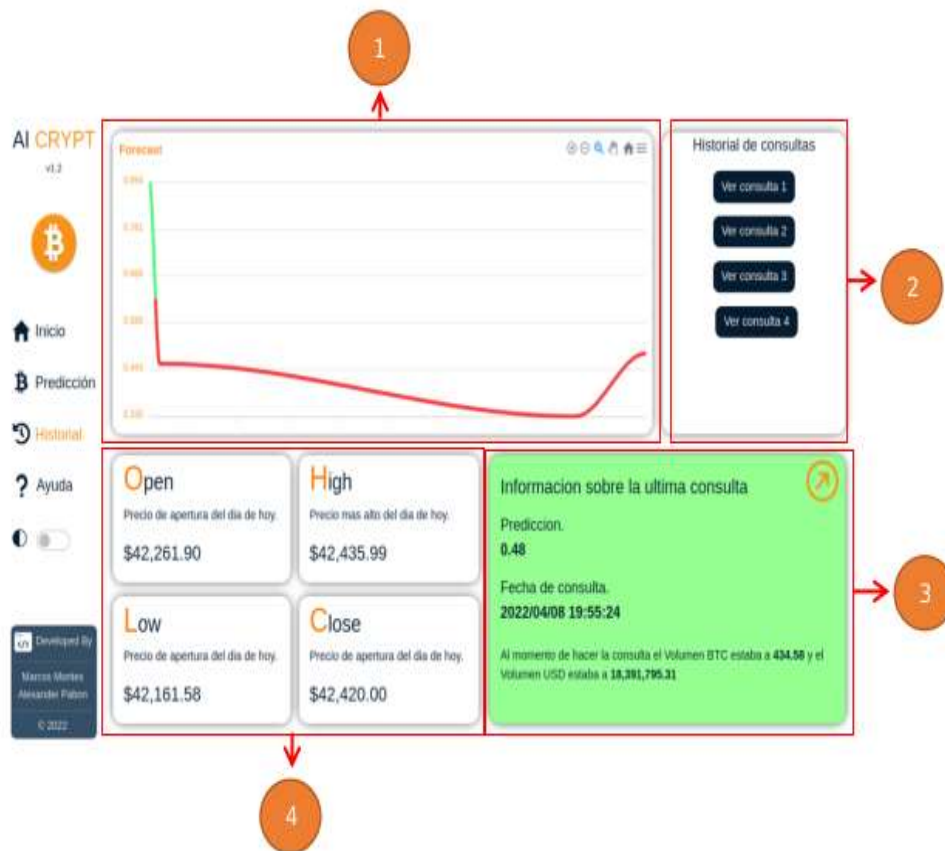 1
AI CRYPT
v1.2
Forecast
Historial de consultas
Ver consulta 1
Ver consulta 2
Ver consulta 3
Ver consulta 4
2
Inicio
Predicción
Historial
Ayuda
Open
Precio de apertura del dia de hoy.
$42,261.90
High
Precio mas alto del dia de hoy.
$42,435.99
Low
Precio de apertura del dia de hoy.
$42,161.58
Close
Precio de apertura del dia de hoy.
$42,420.00
Informacion sobre la ultima consulta
Prediccion.
0.48
Fecha de consulta.
2022/04/08 19:55:24
Al momento de hacer la consulta el Volumen BTC estaba a 434.58 y el
Volumen USD estaba a 18,391,795.31
3
Developed By
Marcos Montes
Alexander Pabon
© 2022
4